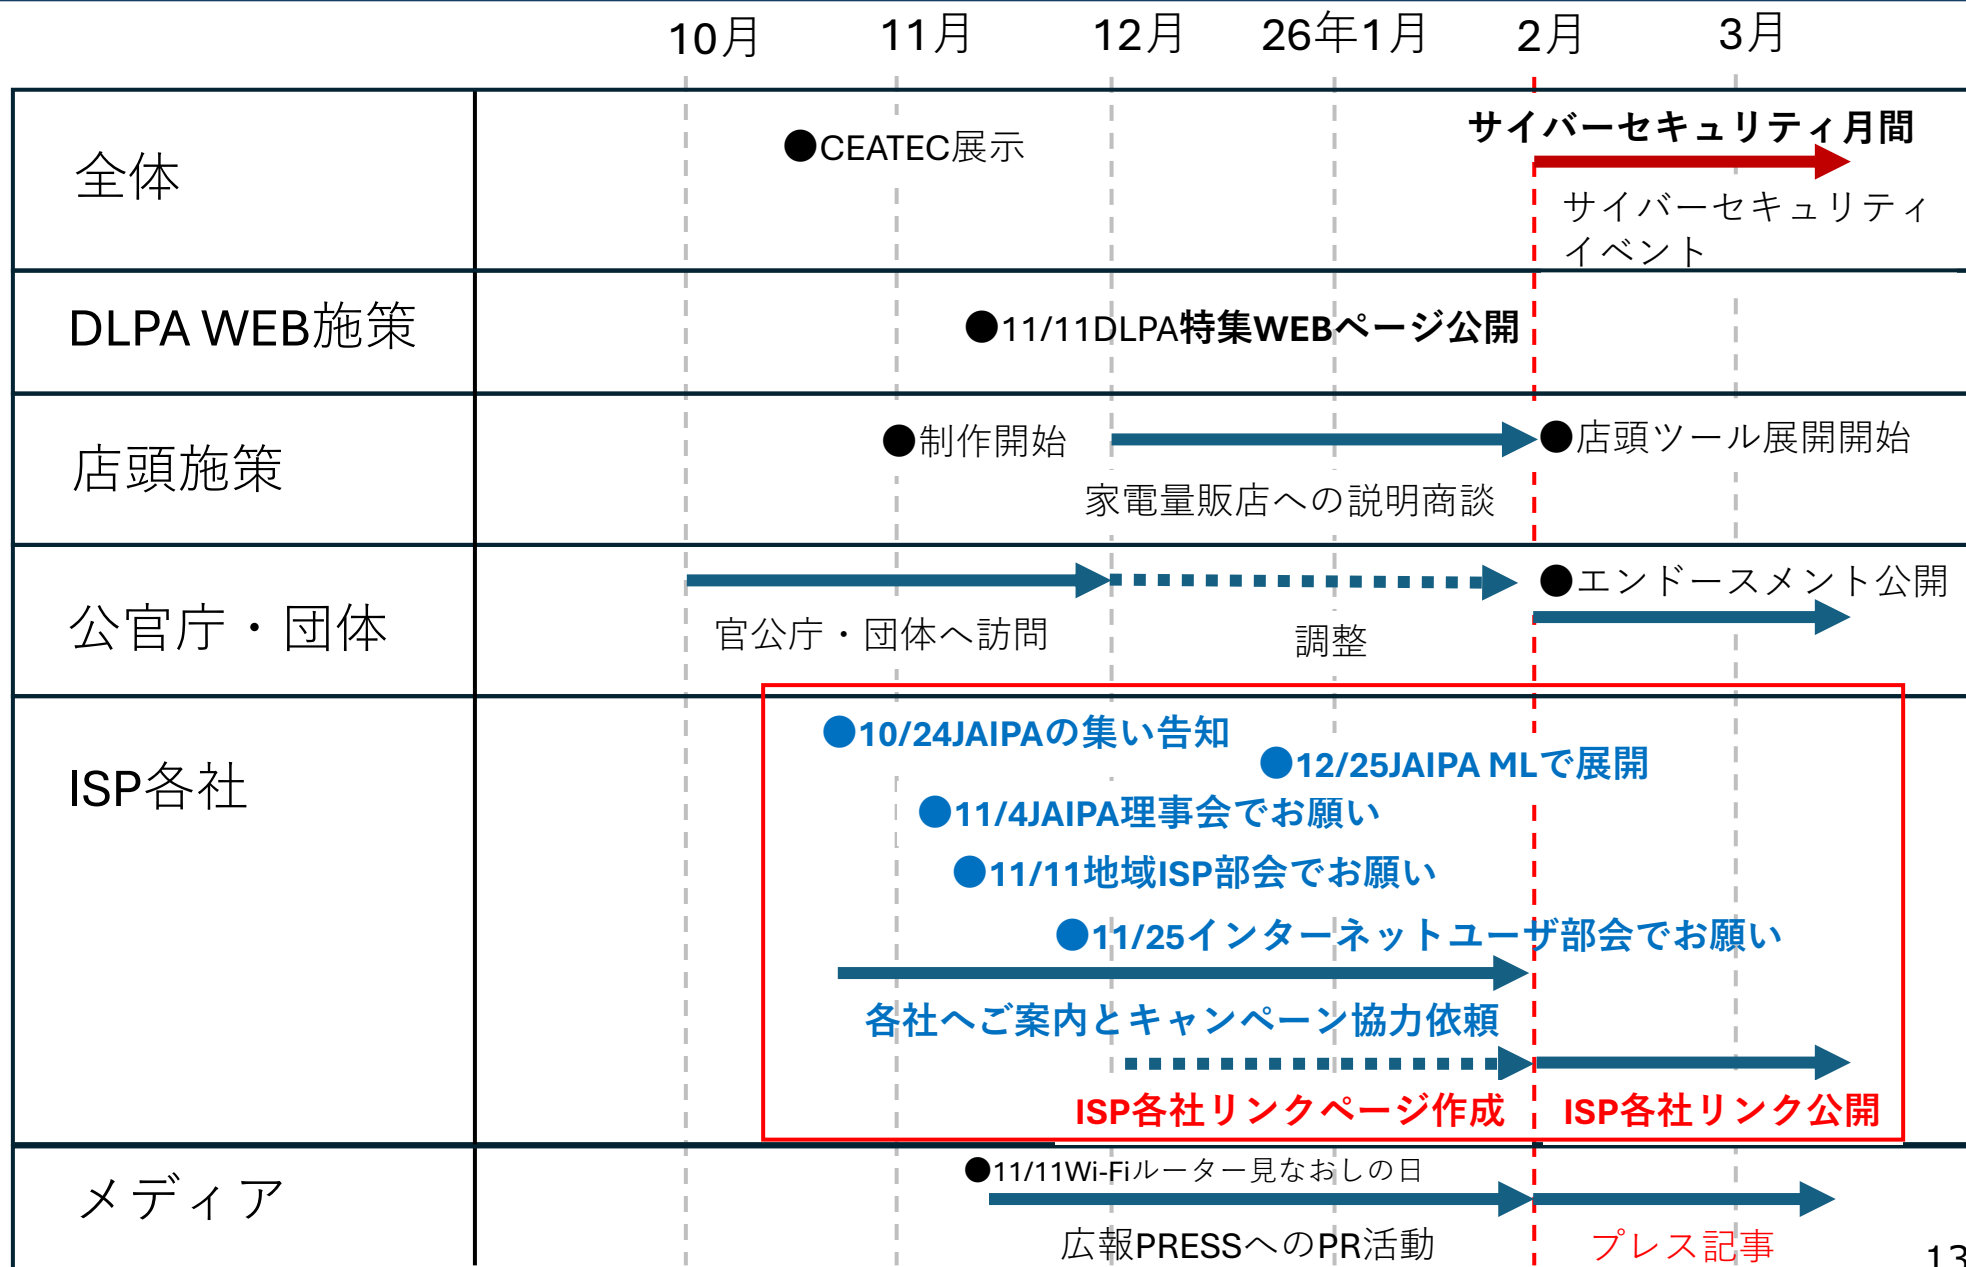 10月 11月 12月 26年1月 2月 3月
全体
●CEATEC展示
サイバーセキュリティ月間
サイバーセキュリティ
イベント
DLPA WEB施策
●11/11DLPA特集WEBページ公開
店頭施策
●制作開始
家電量販店への説明商談
●店頭ツール展開開始
公官庁・団体
官公庁・団体へ訪問
調整
●エンドースメント公開
ISP各社
●10/24JAIPAの集い告知
●12/25JAIPA MLで展開
●11/4JAIPA理事会でお願い
●11/11地域ISP部会でお願い
●11/25インターネットユーザ部会でお願い
各社へご案内とキャンペーン協力依頼
ISP各社リンクページ作成
ISP各社リンク公開
メディア
●11/11Wi-Fiルーター見なおしの日
広報PRESSへのPR活動
プレス記事
13